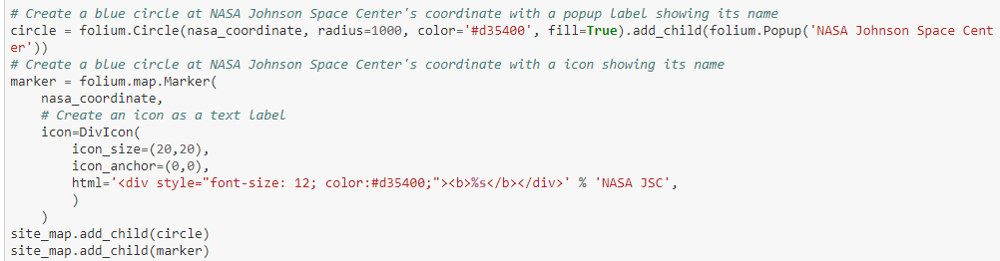 # Create a blue circle at NASA Johnson Space Center's coordinate with a popup label showing its name
circle = folium.Circle(nasa_coordinate, radius=1000, color='#d35400', fill=True).add_child(folium.Popup('NASA Johnson Space Cent
er'))
# Create a blue circle at NASA Johnson Space Center's coordinate with a icon showing its name
marker = folium.map.Marker(
    nasa_coordinate,
    # Create an icon as a text label
    icon=DivIcon(
        icon_size=(20,20),
        icon_anchor=(0,0),
        html='<div style="font-size: 12; color:#d35400;"><b>%s</b></div>' % 'NASA JSC',
        )
    )
site_map.add_child(circle)
site_map.add_child(marker)